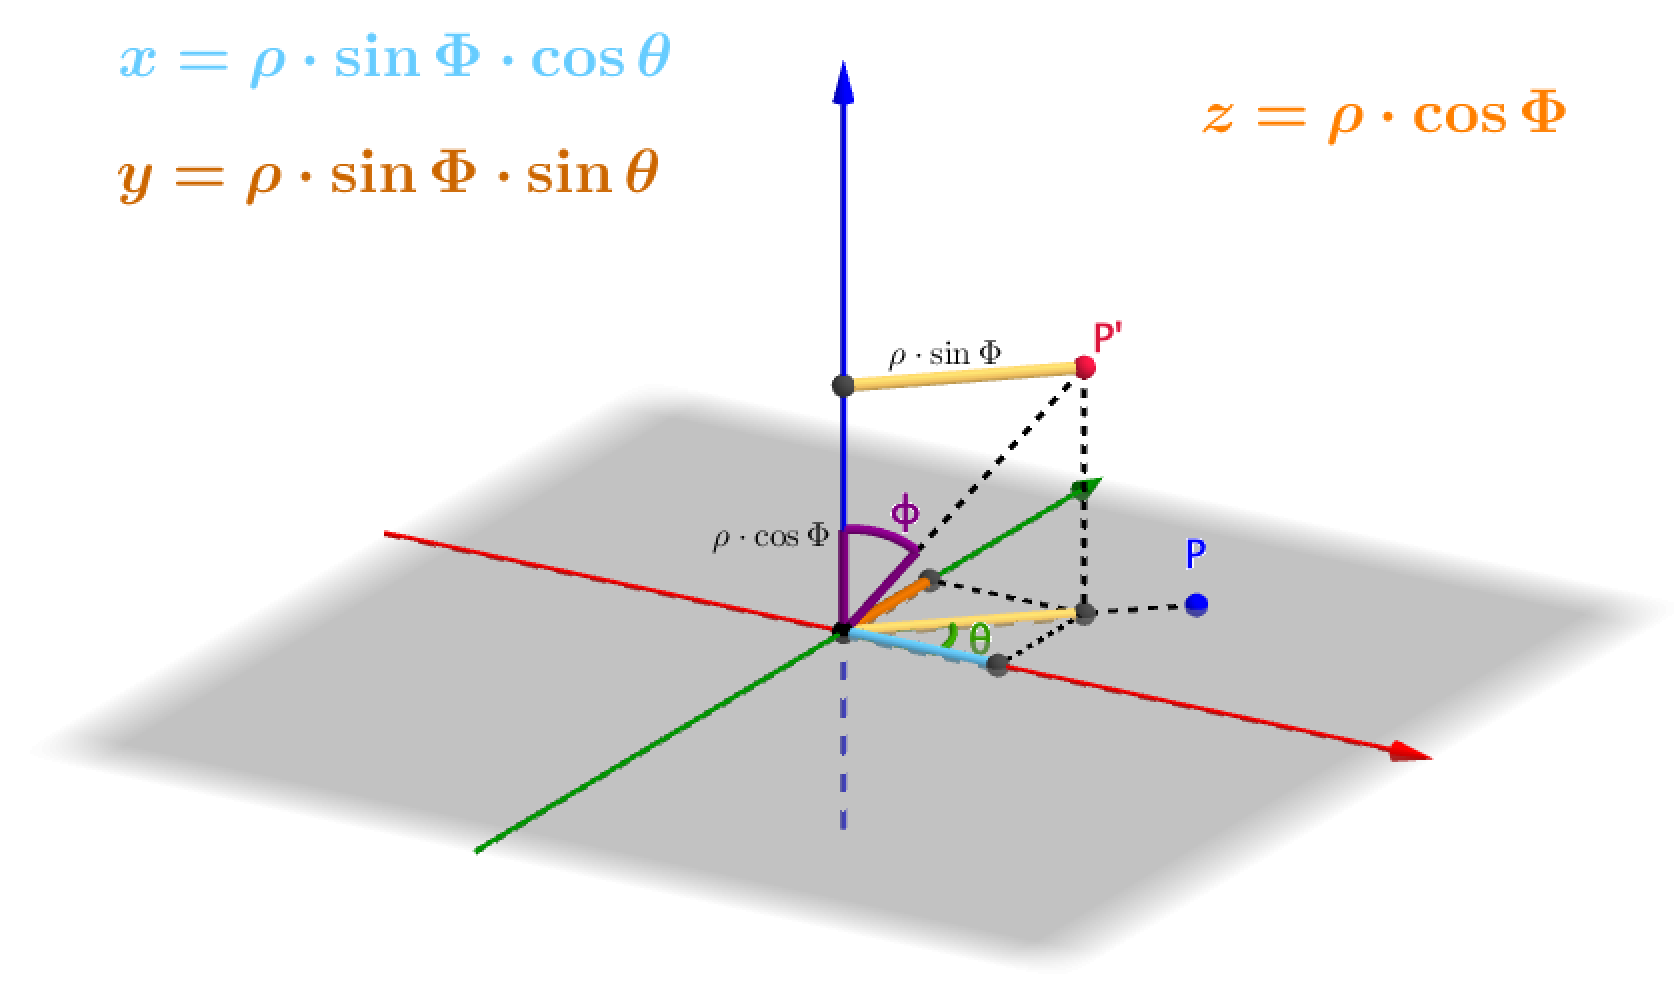 x = ρ · sin Φ · cos θ
z = ρ · cos Φ
y = ρ · sin Φ · sin θ
P'
ρ · sin Φ
ϕ
ρ · cos Φ
P
θ